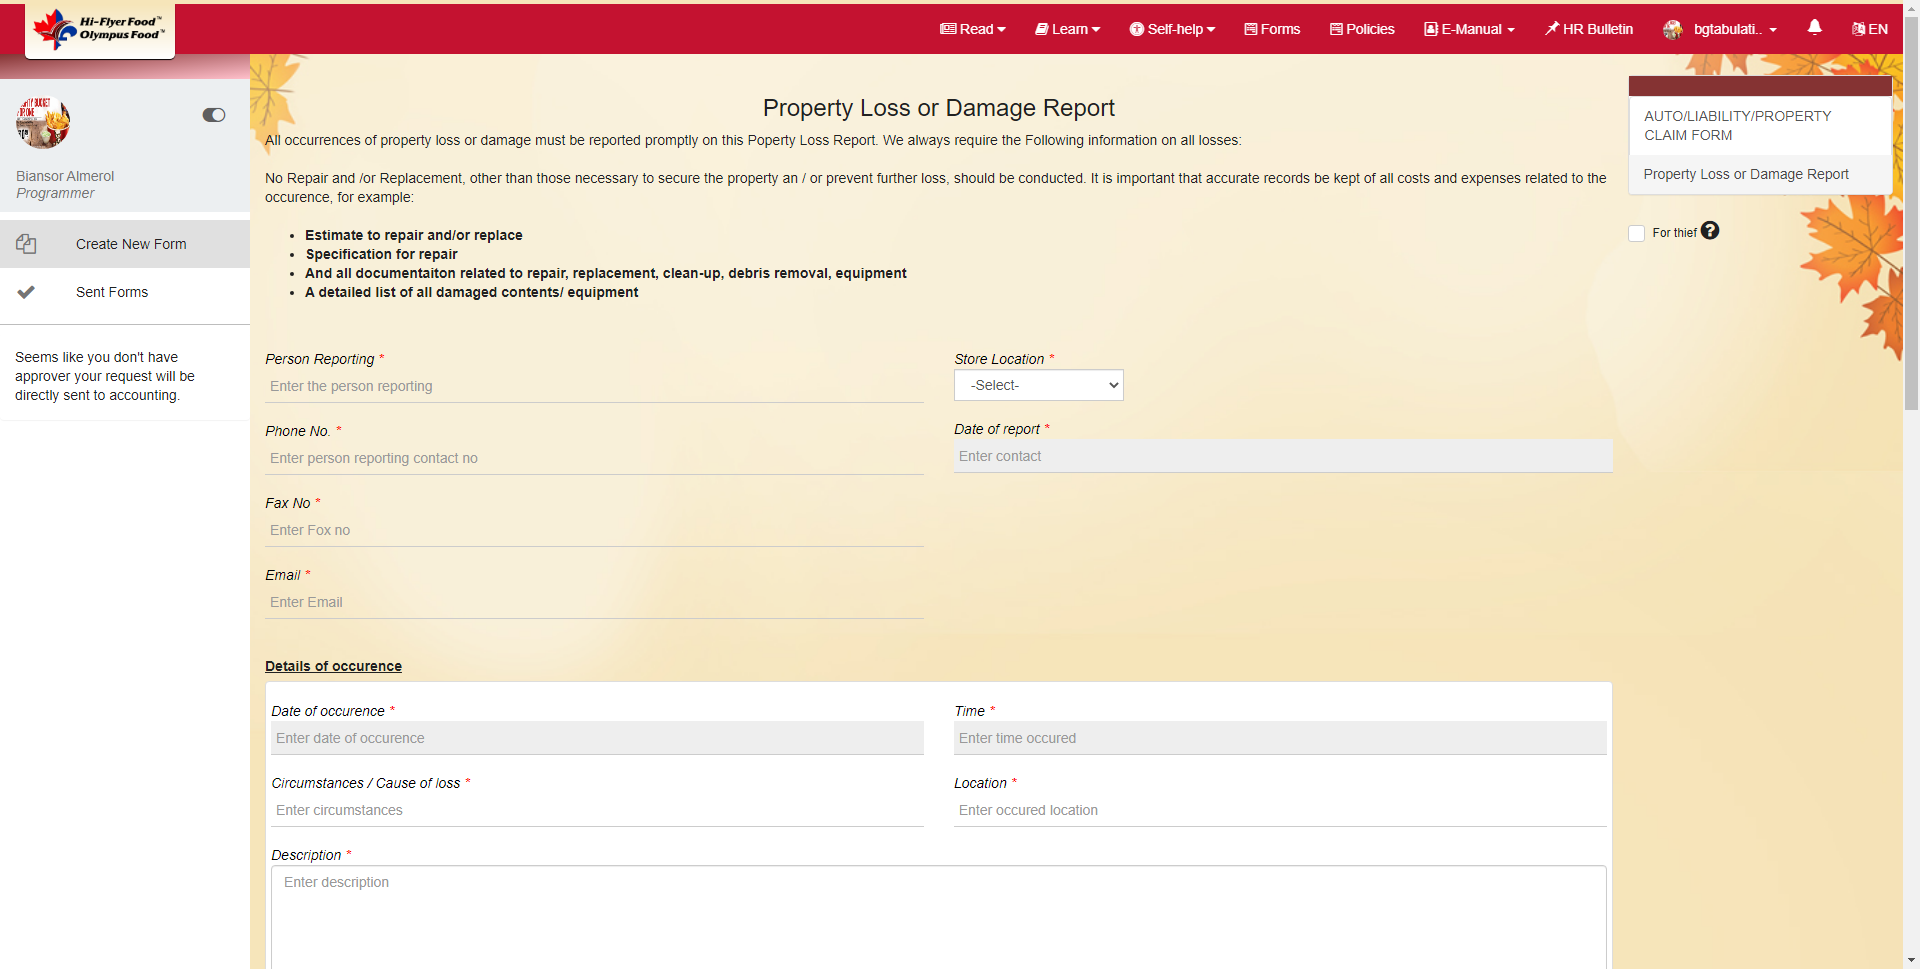 Hi-Flyer Food™
Olympus Food™
Read
Learn
Self-help
Forms
Policies
E-Manual
HR Bulletin
bgtabulati..
EN
Biansor Almerol
Programmer
Create New Form
Sent Forms
Seems like you don't have
approver your request will be
directly sent to accounting.
Property Loss or Damage Report
All occurrences of property loss or damage must be reported promptly on this Poperty Loss Report. We always require the Following information on all losses:
No Repair and /or Replacement, other than those necessary to secure the property an / or prevent further loss, should be conducted. It is important that accurate records be kept of all costs and expenses related to the
occurence, for example:
• Estimate to repair and/or replace
• Specification for repair
• And all documentaiton related to repair, replacement, clean-up, debris removal, equipment
• A detailed list of all damaged contents/ equipment
Person Reporting *
Enter the person reporting
Store Location *
-Select-
Phone No. *
Enter person reporting contact no
Date of report *
Enter contact
Fax No *
Enter Fox no
Email *
Enter Email
Details of occurence
Date of occurence *
Enter date of occurence
Time *
Enter time occured
Circumstances / Cause of loss *
Enter circumstances
Location *
Enter occured location
Description *
Enter description
AUTO/LIABILITY/PROPERTY
CLAIM FORM
Property Loss or Damage Report
For thief